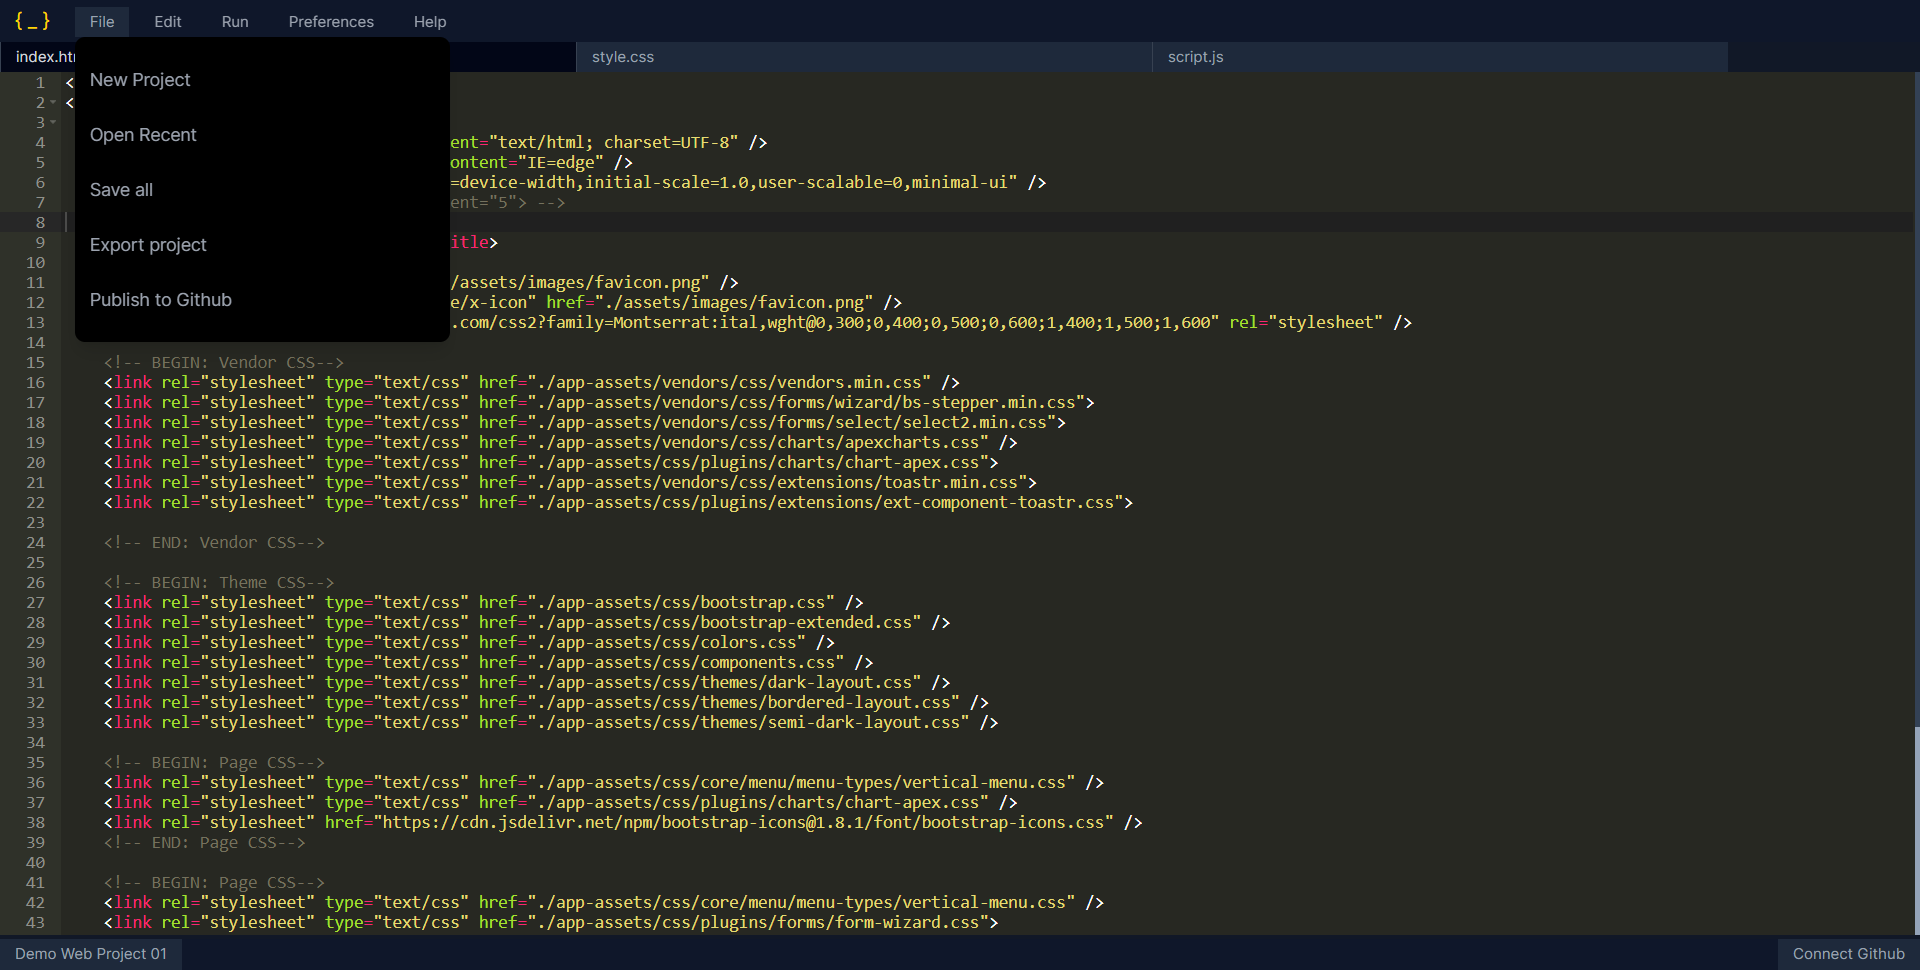 {_} File Edit Run Preferences Help
index.ht style.css script.js
New Project
Open Recent
Save all
Export project
Publish to Github
1 <
2 <
3
4 ent="text/html; charset=UTF-8" />
5 ontent="IE=edge" />
6 =device-width,initial-scale=1.0,user-scalable=0,minimal-ui" />
7 ent="5"> -->
8
9 itle>
10
11 /assets/images/favicon.png" />
12 e/x-icon" href="./assets/images/favicon.png" />
13 .com/css2?family=Montserrat:ital,wght@0,300;0,400;0,500;0,600;1,400;1,500;1,600" rel="stylesheet" />
14
15 <!-- BEGIN: Vendor CSS-->
16 <link rel="stylesheet" type="text/css" href="./app-assets/vendors/css/vendors.min.css" />
17 <link rel="stylesheet" type="text/css" href="./app-assets/vendors/css/forms/wizard/bs-stepper.min.css">
18 <link rel="stylesheet" type="text/css" href="./app-assets/vendors/css/forms/select/select2.min.css">
19 <link rel="stylesheet" type="text/css" href="./app-assets/vendors/css/charts/apexcharts.css" />
20 <link rel="stylesheet" type="text/css" href="./app-assets/css/plugins/charts/chart-apex.css">
21 <link rel="stylesheet" type="text/css" href="./app-assets/vendors/css/extensions/toastr.min.css">
22 <link rel="stylesheet" type="text/css" href="./app-assets/css/plugins/extensions/ext-component-toastr.css">
23
24 <!-- END: Vendor CSS-->
25
26 <!-- BEGIN: Theme CSS-->
27 <link rel="stylesheet" type="text/css" href="./app-assets/css/bootstrap.css" />
28 <link rel="stylesheet" type="text/css" href="./app-assets/css/bootstrap-extended.css" />
29 <link rel="stylesheet" type="text/css" href="./app-assets/css/colors.css" />
30 <link rel="stylesheet" type="text/css" href="./app-assets/css/components.css" />
31 <link rel="stylesheet" type="text/css" href="./app-assets/css/themes/dark-layout.css" />
32 <link rel="stylesheet" type="text/css" href="./app-assets/css/themes/bordered-layout.css" />
33 <link rel="stylesheet" type="text/css" href="./app-assets/css/themes/semi-dark-layout.css" />
34
35 <!-- BEGIN: Page CSS-->
36 <link rel="stylesheet" type="text/css" href="./app-assets/css/core/menu/menu-types/vertical-menu.css" />
37 <link rel="stylesheet" type="text/css" href="./app-assets/css/plugins/charts/chart-apex.css" />
38 <link rel="stylesheet" href="https://cdn.jsdelivr.net/npm/bootstrap-icons@1.8.1/font/bootstrap-icons.css" />
39 <!-- END: Page CSS-->
40
41 <!-- BEGIN: Page CSS-->
42 <link rel="stylesheet" type="text/css" href="./app-assets/css/core/menu/menu-types/vertical-menu.css" />
43 <link rel="stylesheet" type="text/css" href="./app-assets/css/plugins/forms/form-wizard.css">
Demo Web Project 01 Connect Github